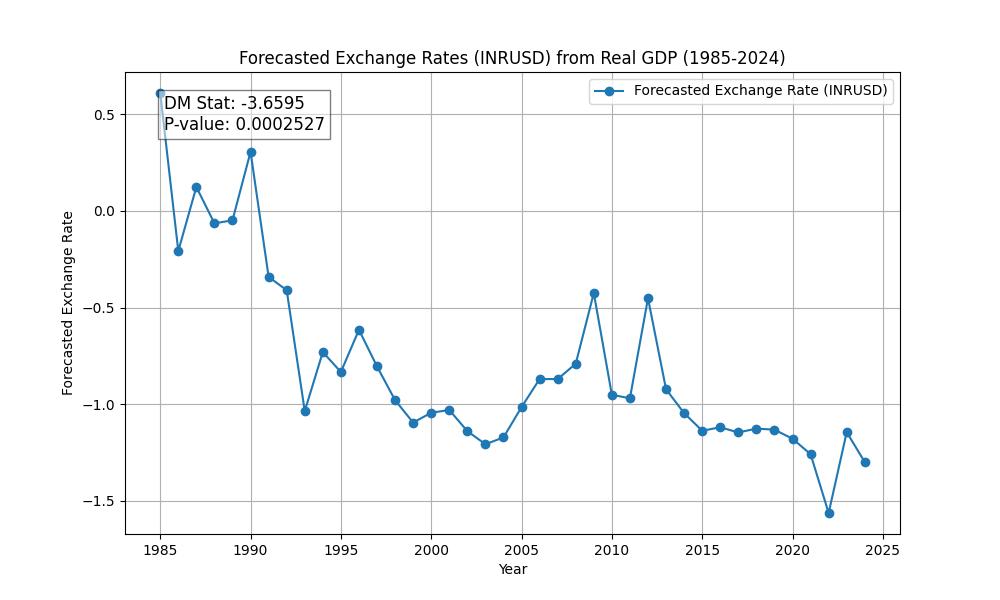 Forecasted Exchange Rates (INRUSD) from Real GDP (1985-2024)
Forecasted Exchange Rate (INRUSD)
DM Stat: -3.6595
P-value: 0.0002527
Forecasted Exchange Rate
0.5
0.0
−0.5
−1.0
−1.5
1985 1990 1995 2000 2005 2010 2015 2020 2025
Year